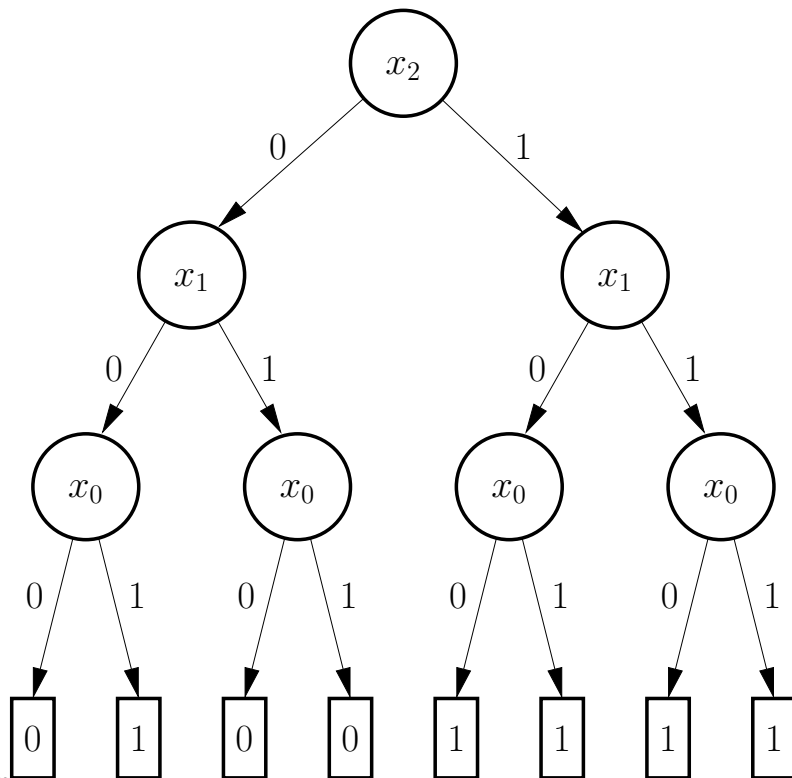 x₂
0 1
x₁ x₁
0 1 0 1
x₀ x₀ x₀ x₀
0 1 0 1 0 1 0 1
0 1 0 0 1 1 1 1